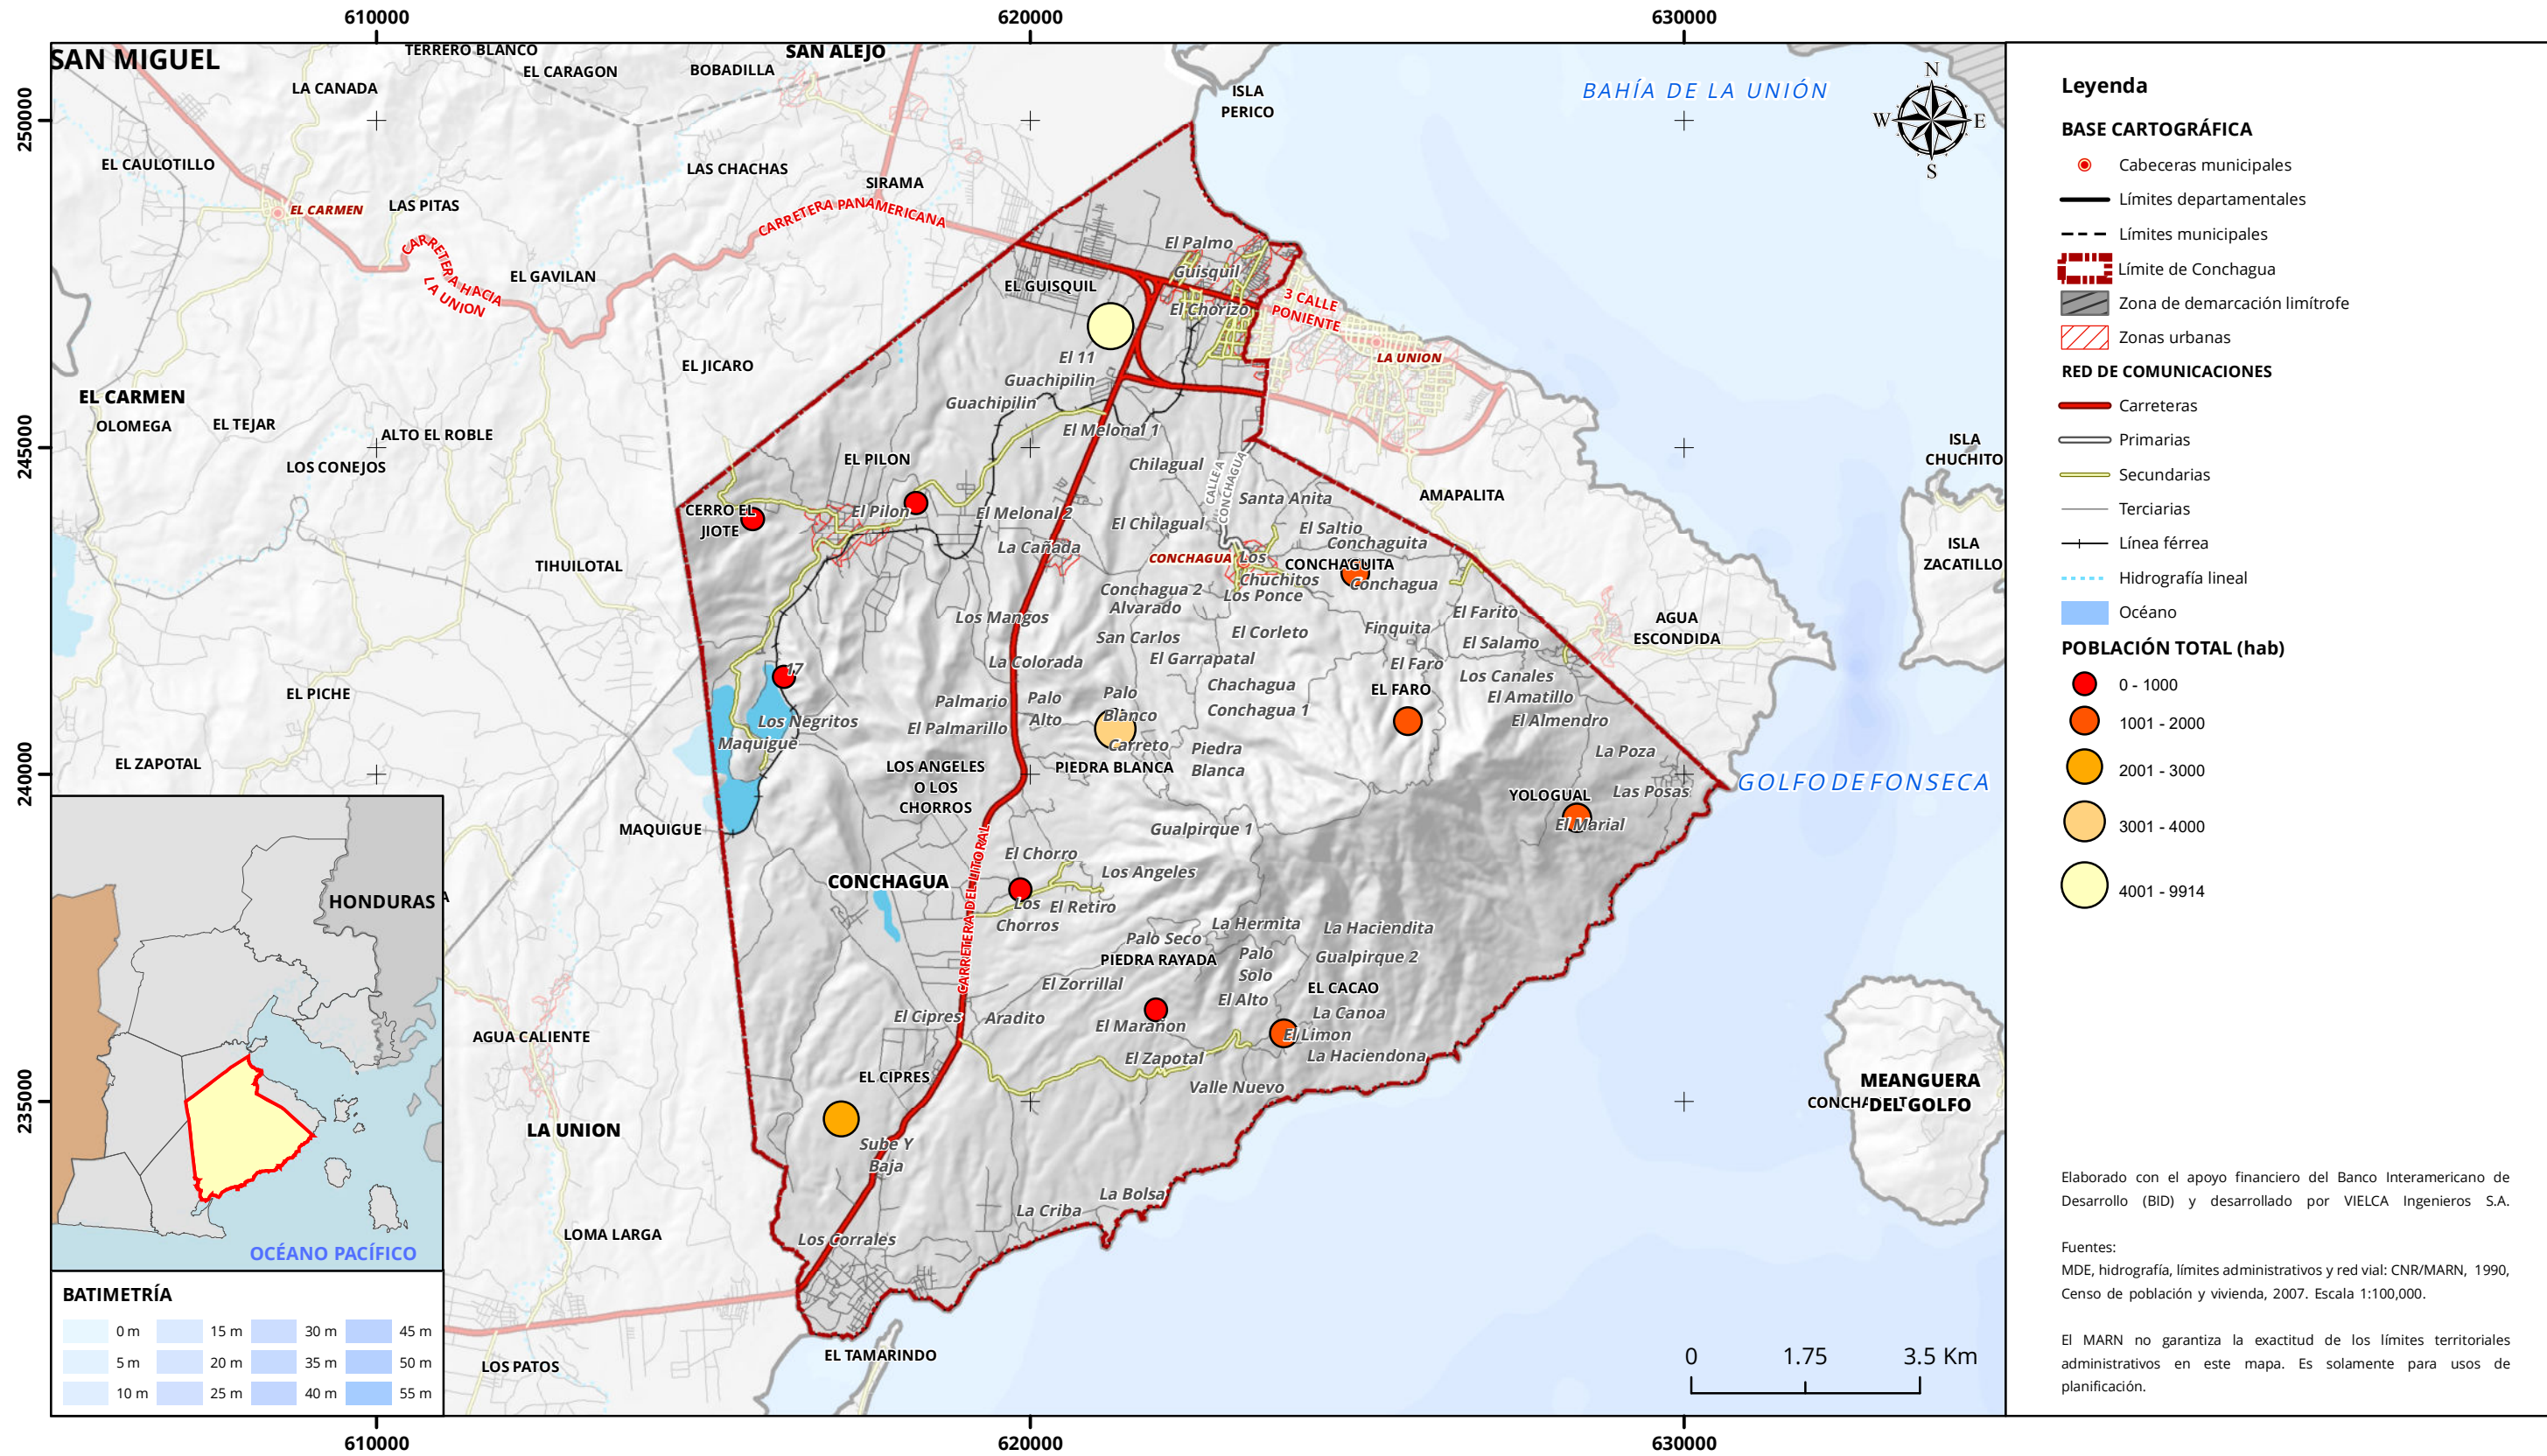 610000
620000
630000
250000
245000
240000
235000
SAN MIGUEL
TERRERO BLANCO
EL CARAGON
BOBADILLA
SAN ALEJO
LA CANADA
ISLA
PERICO
BAHÍA DE LA UNIÓN
N
W
E
S
EL CAULOTILLO
LAS CHACHAS
SIRAMA
EL CARMEN
LAS PITAS
CARRETERA PANAMERICANA
CARRETERA HACIA
LA UNION
EL GAVILAN
El Palmo
Guisquil
EL GUISQUIL
El Chorizo
3 CALLE
PONIENTE
LA UNION
EL JICARO
El 11
Guachipilin
Guachipilin
EL CARMEN
OLOMEGA
EL TEJAR
ALTO EL ROBLE
LOS CONEJOS
El Melonal 1
EL PILON
Chilagual
CALLE A
CONCHAGUA
Santa Anita
AMAPALITA
ISLA
CHUCHITO
CERRO EL
JIOTE
El Pilon
El Melonal 2
El Chilagual
El Saltio
Conchaguita
La Cañada
CONCHAGUA
Los
Chuchitos
CONCHAGUITA
Conchagua
ISLA
ZACATILLO
TIHUILOTAL
Conchagua 2
Alvarado
Los Ponce
Los Mangos
El Farito
AGUA
ESCONDIDA
San Carlos
El Corleto
Finquita
El Salamo
La Colorada
El Garrapatal
El Faro
17
Los Canales
EL PICHE
Palmario
Palo
Alto
Palo
Blanco
Chachagua
Conchagua 1
EL FARO
El Amatillo
Los Negritos
El Palmarillo
El Almendro
Maquigue
Carreto
Piedra
Blanca
La Poza
EL ZAPOTAL
LOS ANGELES
O LOS
CHORROS
PIEDRA BLANCA
GOLFO DE FONSECA
YOLOGUAL
Las Posas
El Marial
MAQUIGUE
Gualpirque 1
El Chorro
Los Angeles
CONCHAGUA
CARRETERA DEL LITORAL
Los
Chorros
El Retiro
La Hermita
La Haciendita
Palo Seco
PIEDRA RAYADA
Palo
Solo
Gualpirque 2
El Zorrillal
EL CACAO
El Alto
El Cipres
Aradito
El Marañon
La Canoa
El Limon
AGUA CALIENTE
El Zapotal
La Haciendona
EL CIPRES
Valle Nuevo
MEANGUERA
DEL GOLFO
LA UNION
Sube Y
Baja
La Bolsa
La Criba
LOMA LARGA
Los Corrales
EL TAMARINDO
LOS PATOS
0
1.75
3.5 Km
HONDURAS
OCÉANO PACÍFICO
BATIMETRÍA
0 m
15 m
30 m
45 m
5 m
20 m
35 m
50 m
10 m
25 m
40 m
55 m
610000
620000
630000
Leyenda
BASE CARTOGRÁFICA
Cabeceras municipales
Límites departamentales
Límites municipales
Límite de Conchagua
Zona de demarcación limítrofe
Zonas urbanas
RED DE COMUNICACIONES
Carreteras
Primarias
Secundarias
Terciarias
Línea férrea
Hidrografía lineal
Océano
POBLACIÓN TOTAL (hab)
0 - 1000
1001 - 2000
2001 - 3000
3001 - 4000
4001 - 9914
Elaborado con el apoyo financiero del Banco Interamericano de
Desarrollo (BID) y desarrollado por VIELCA Ingenieros S.A.
Fuentes:
MDE, hidrografía, límites administrativos y red vial: CNR/MARN, 1990,
Censo de población y vivienda, 2007. Escala 1:100,000.
El MARN no garantiza la exactitud de los límites territoriales
administrativos en este mapa. Es solamente para usos de
planificación.